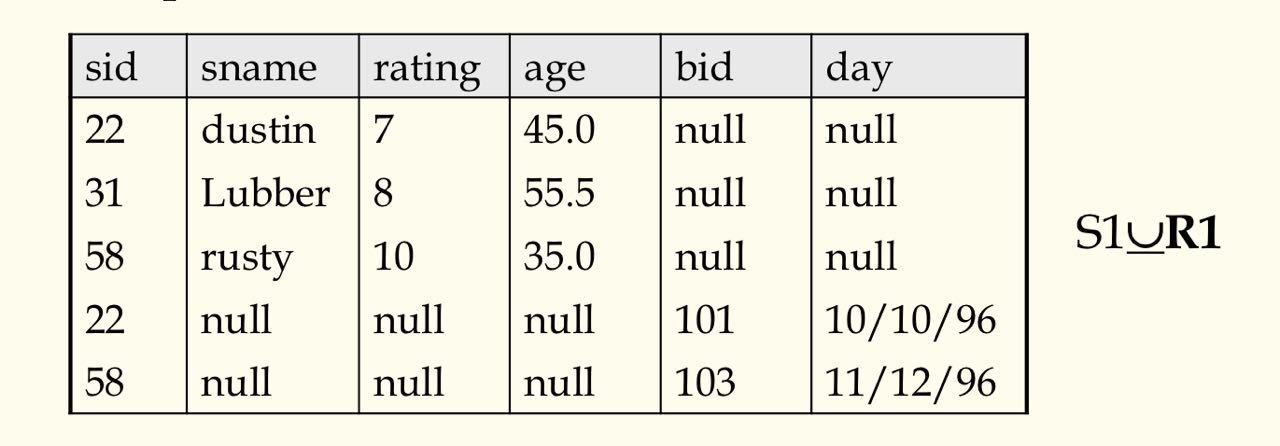 sid sname rating age bid day
22 dustin 7 45.0 null null
31 Lubber 8 55.5 null null
58 rusty 10 35.0 null null
22 null null null 101 10/10/96
58 null null null 103 11/12/96
S1∪R1